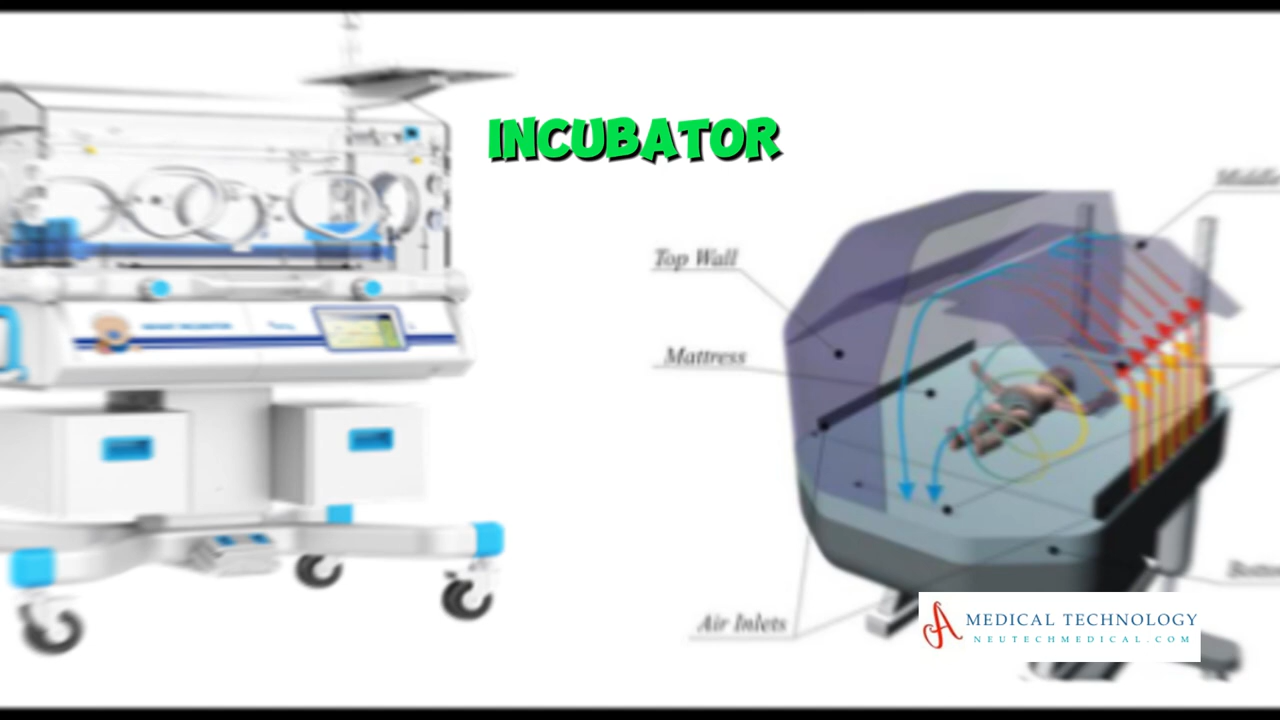 INCUBATOR
Top Wall
Mattress
Air Inlets
MEDICAL TECHNOLOGY
NEUTECHMEDICAL.COM